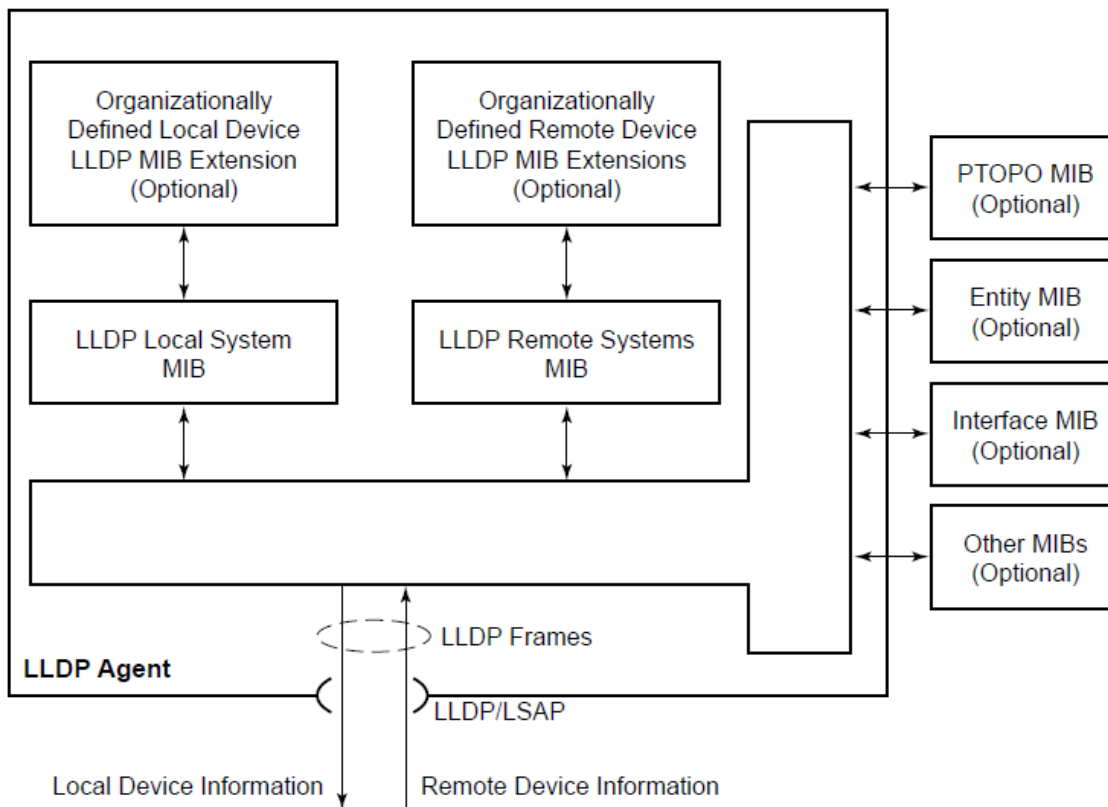 Organizationally
Defined Local Device
LLDP MIB Extension
(Optional)
Organizationally
Defined Remote Device
LLDP MIB Extensions
(Optional)
PTOPO MIB
(Optional)
Entity MIB
(Optional)
LLDP Local System
MIB
LLDP Remote Systems
MIB
Interface MIB
(Optional)
Other MIBs
(Optional)
LLDP Frames
LLDP Agent
LLDP/LSAP
Local Device Information
Remote Device Information